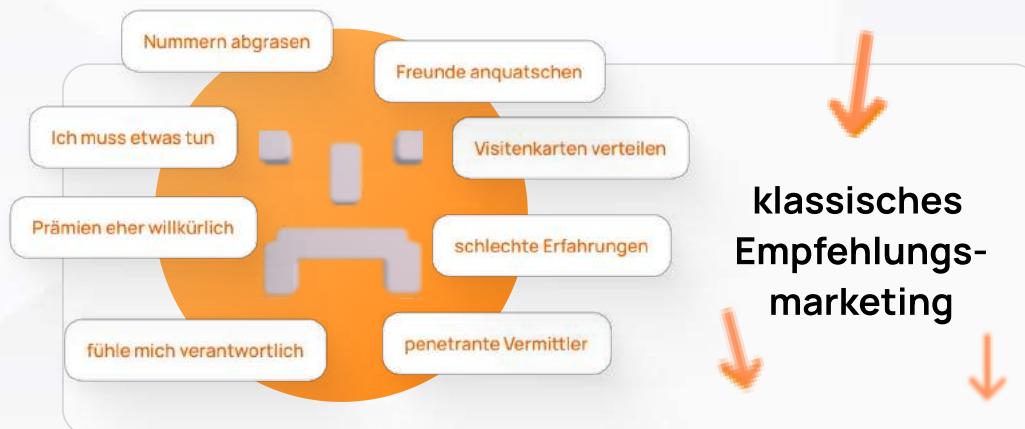 Nummern abgrasen
Freunde anquatschen
Ich muss etwas tun
Visitenkarten verteilen
Prämien eher willkürlich
schlechte Erfahrungen
fühle mich verantwortlich
penetrante Vermittler
klassisches
Empfehlungs-
marketing